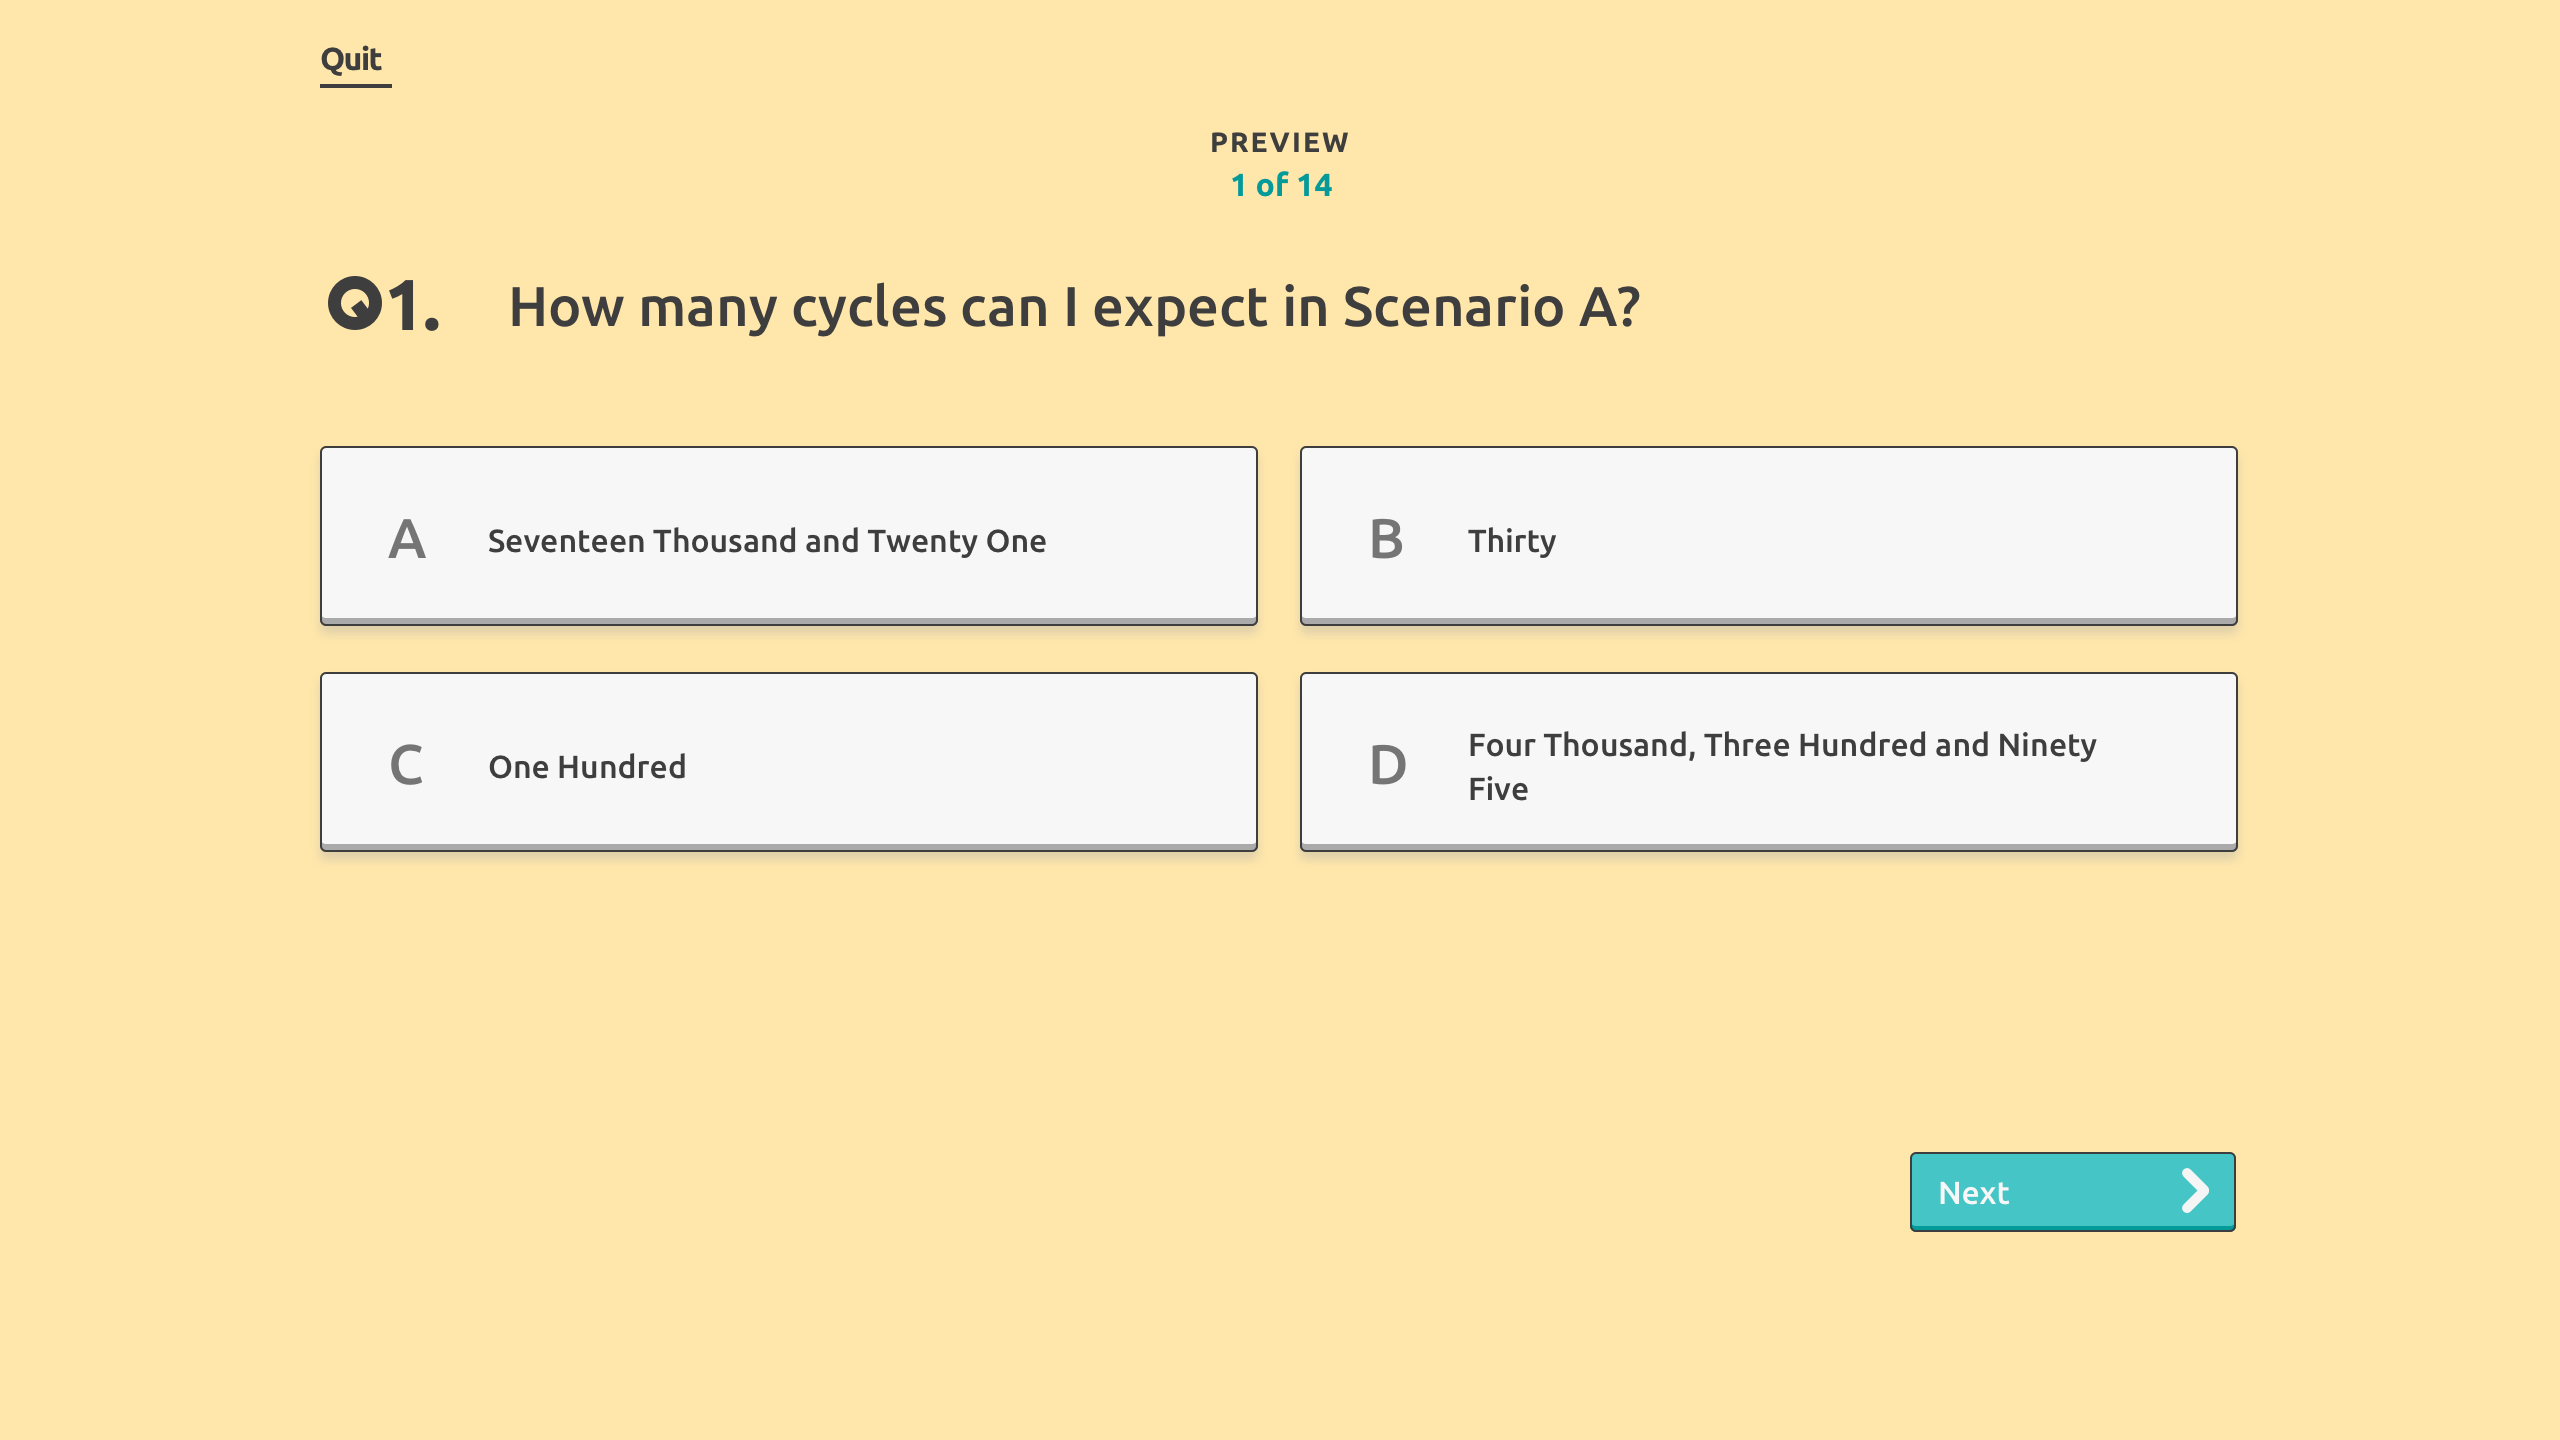 Quit
PREVIEW
1 of 14
Q1. How many cycles can I expect in Scenario A?
A Seventeen Thousand and Twenty One
B Thirty
C One Hundred
D Four Thousand, Three Hundred and Ninety
Five
Next